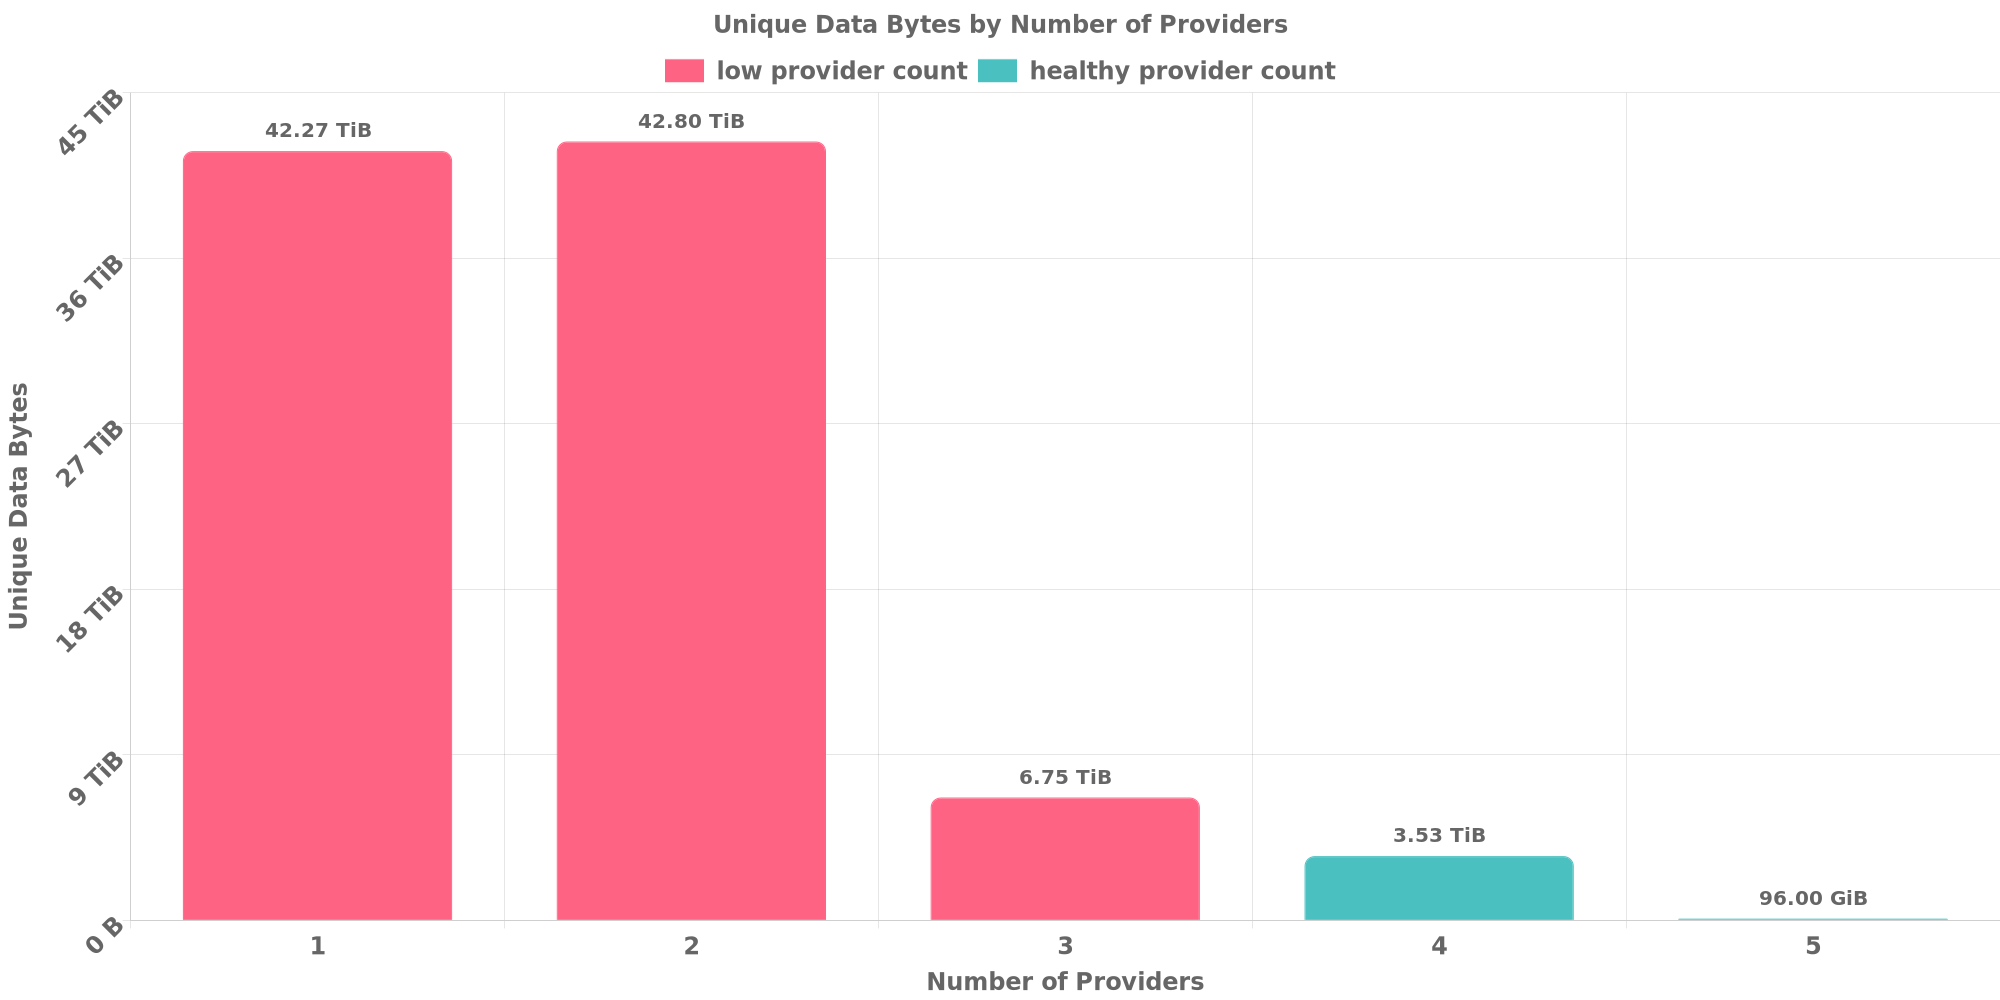 Unique Data Bytes by Number of Providers
low provider count healthy provider count
45 TiB
36 TiB
27 TiB
18 TiB
9 TiB
0 B
Unique Data Bytes
42.27 TiB
42.80 TiB
6.75 TiB
3.53 TiB
96.00 GiB
1 2 3 4 5
Number of Providers